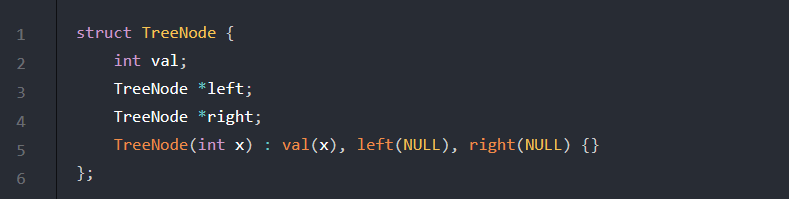 1 struct TreeNode {
2 int val;
3 TreeNode *left;
4 TreeNode *right;
5 TreeNode(int x) : val(x), left(NULL), right(NULL) {}
6 };